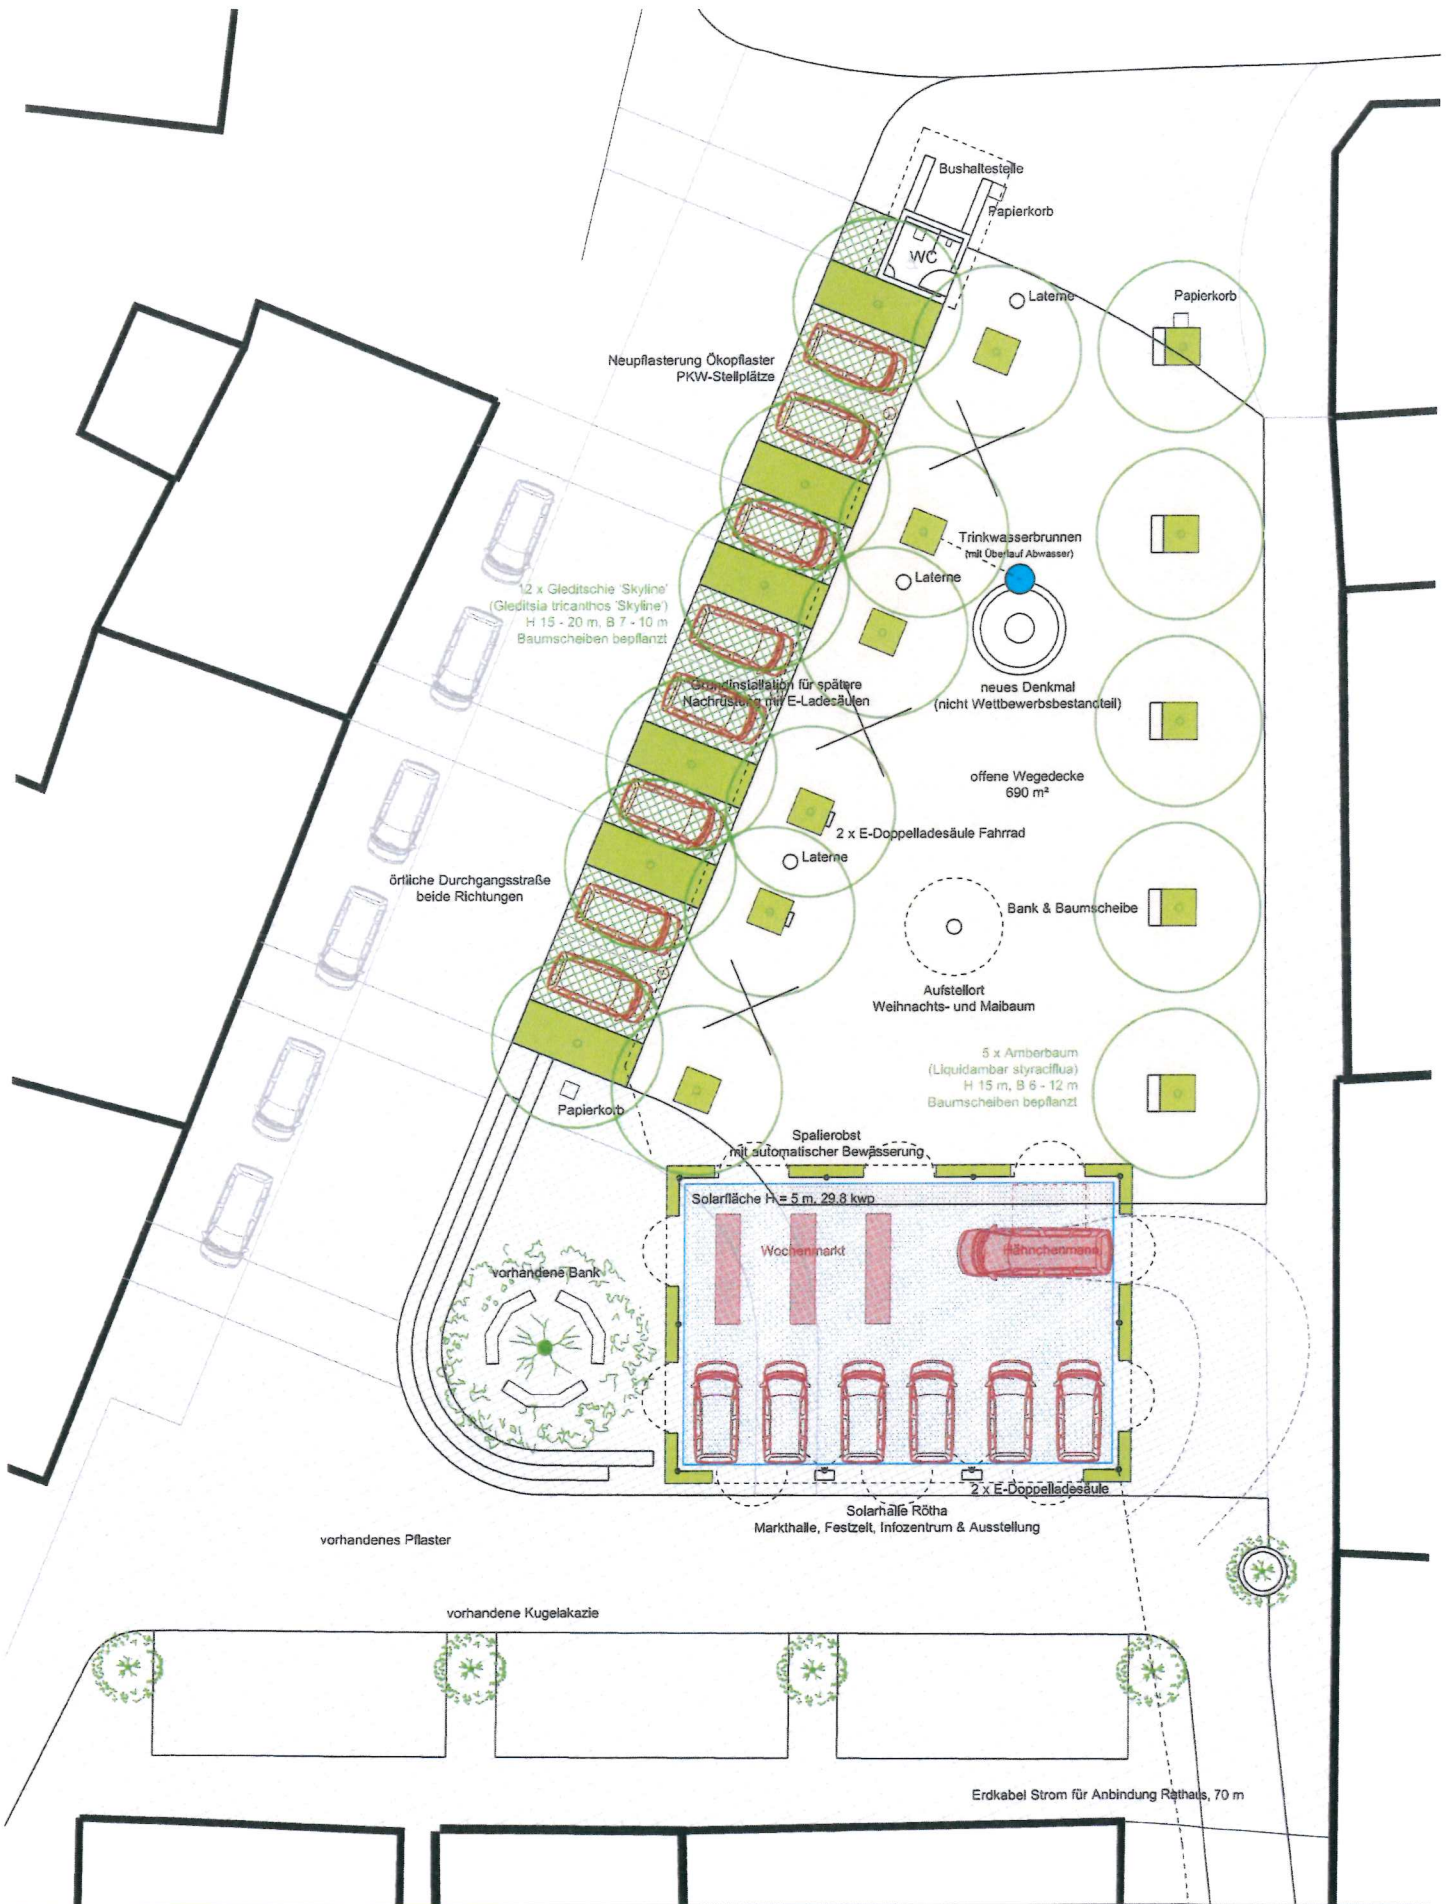 Bushaltestelle
Papierkorb
WC
Laterne
Papierkorb
Neupflasterung Ökopflaster
PKW-Stellplätze
Trinkwasserbrunnen
(mit Überlauf Abwasser)
Laterne
12 x Gleditschie 'Skyline'
(Gleditsia tricanthos 'Skyline')
H 15 - 20 m, B 7 - 10 m
Baumscheiben bepflanzt
Grundinstallation für spätere
Nachrüstung mit E-Ladesäulen
neues Denkmal
(nicht Wettbewerbsbestandteil)
offene Wegedecke
690 m²
2 x E-Doppelladesäule Fahrrad
Laterne
örtliche Durchgangsstraße
beide Richtungen
Bank & Baumscheibe
Aufstellort
Weihnachts- und Maibaum
5 x Amberbaum
(Liquidambar styraciflua)
H 15 m, B 6 - 12 m
Baumscheiben bepflanzt
Papierkorb
Spalierobst
mit automatischer Bewässerung
Solarfläche H = 5 m, 29.8 kwp
Wochenmarkt
Hähnchenmann
vorhandene Bank
2 x E-Doppelladesäule
Solarhalle Rötha
Markthalle, Festzelt, Infozentrum & Ausstellung
vorhandenes Pflaster
vorhandene Kugelakazie
Erdkabel Strom für Anbindung Rathaus, 70 m